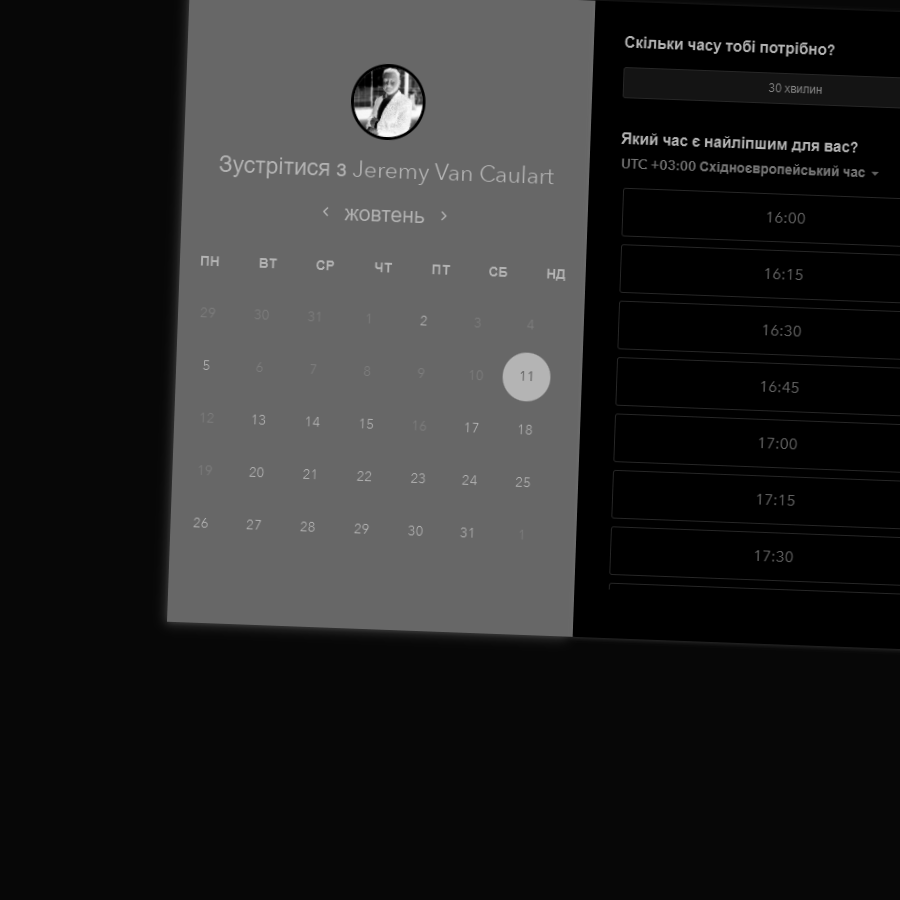 Зустрітися з Jeremy Van Caulart
‹ жовтень ›
ПН ВТ СР ЧТ ПТ СБ НД
29 30 31 1 2 3 4
5 6 7 8 9 10 11
12 13 14 15 16 17 18
19 20 21 22 23 24 25
26 27 28 29 30 31 1
Скільки часу тобі потрібно?
30 хвилин
Який час є найліпшим для вас?
UTC +03:00 Східноєвропейський час
16:00
16:15
16:30
16:45
17:00
17:15
17:30